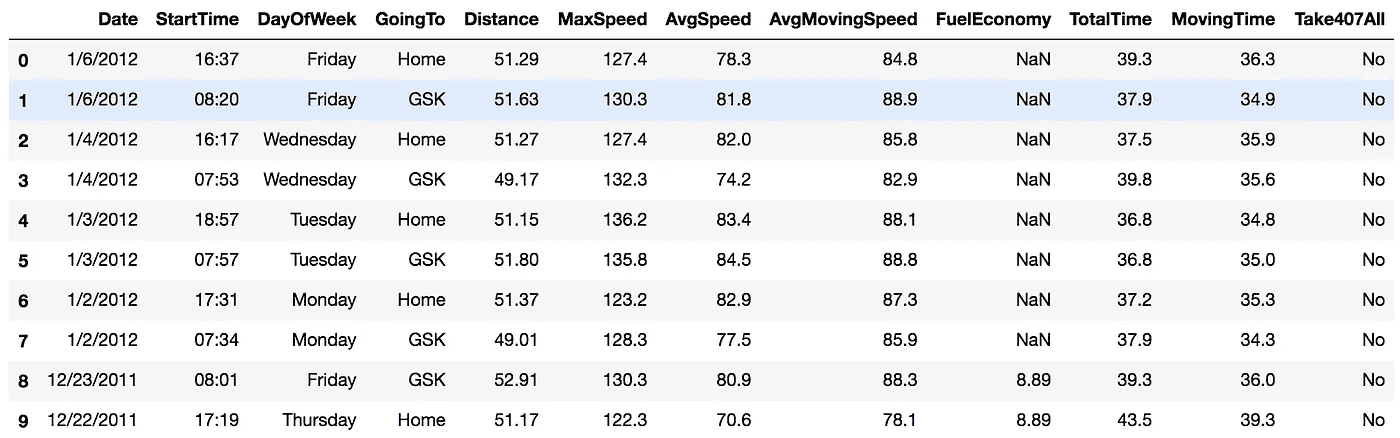 Date StartTime DayOfWeek GoingTo Distance MaxSpeed AvgSpeed AvgMovingSpeed FuelEconomy TotalTime MovingTime Take407All
0 1/6/2012 16:37 Friday Home 51.29 127.4 78.3 84.8 NaN 39.3 36.3 No
1 1/6/2012 08:20 Friday GSK 51.63 130.3 81.8 88.9 NaN 37.9 34.9 No
2 1/4/2012 16:17 Wednesday Home 51.27 127.4 82.0 85.8 NaN 37.5 35.9 No
3 1/4/2012 07:53 Wednesday GSK 49.17 132.3 74.2 82.9 NaN 39.8 35.6 No
4 1/3/2012 18:57 Tuesday Home 51.15 136.2 83.4 88.1 NaN 36.8 34.8 No
5 1/3/2012 07:57 Tuesday GSK 51.80 135.8 84.5 88.8 NaN 36.8 35.0 No
6 1/2/2012 17:31 Monday Home 51.37 123.2 82.9 87.3 NaN 37.2 35.3 No
7 1/2/2012 07:34 Monday GSK 49.01 128.3 77.5 85.9 NaN 37.9 34.3 No
8 12/23/2011 08:01 Friday GSK 52.91 130.3 80.9 88.3 8.89 39.3 36.0 No
9 12/22/2011 17:19 Thursday Home 51.17 122.3 70.6 78.1 8.89 43.5 39.3 No